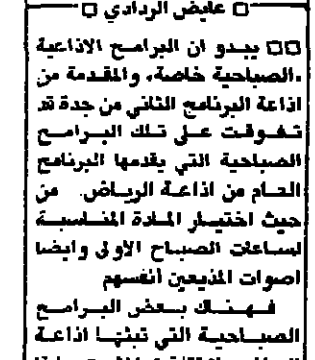 □ عايض الردادي □
□□ يبدو ان البرامج الاذاعية
.الصباحية خاصة، والمقدمة من
اذاعة البرنامج الثاني من جدة قد
تفوقت على تلك البرامج
الصباحية التي يقدمها البرنامج
العام من اذاعة الرياض. من
حيث اختيار المادة المناسبة
لساعات الصباح الاولى وايضا
اصوات المذيعين انفسهم
فهناك بعض البرامج
الصباحية التي تبثها اذاعة